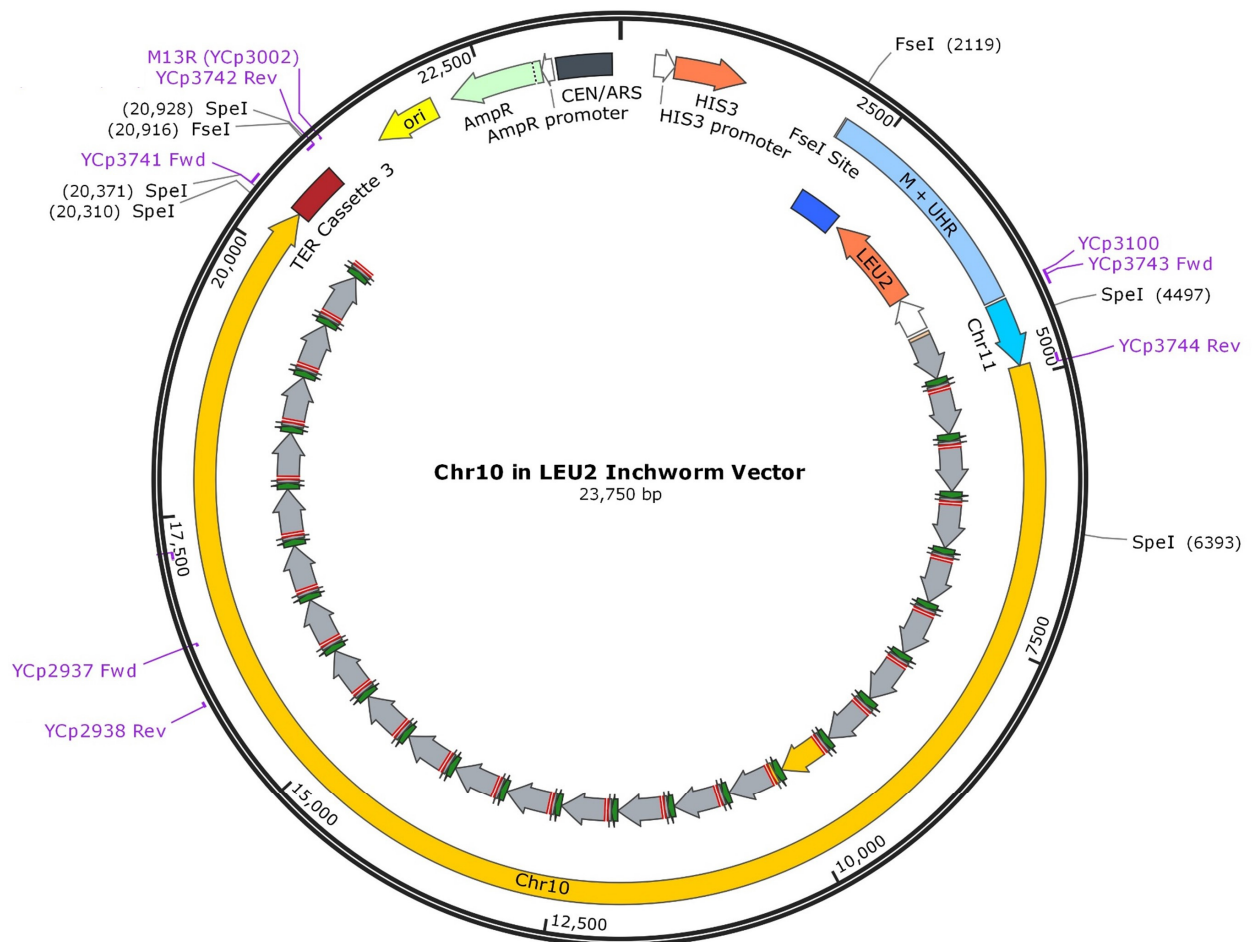 M13R (YCp3002)
YCp3742 Rev
(20,928) SpeI
(20,916) FseI
YCp3741 Fwd
(20,371) SpeI
(20,310) SpeI
22,500
ori
AmpR
AmpR promoter
CEN/ARS
HIS3
HIS3 promoter
FseI (2119)
2500
FseI Site
M + UHR
LEU2
YCp3100
YCp3743 Fwd
SpeI (4497)
Chr11
5000
YCp3744 Rev
TER Cassette 3
20,000
Chr10 in LEU2 Inchworm Vector
23,750 bp
SpeI (6393)
17,500
7500
YCp2937 Fwd
YCp2938 Rev
15,000
10,000
Chr10
12,500